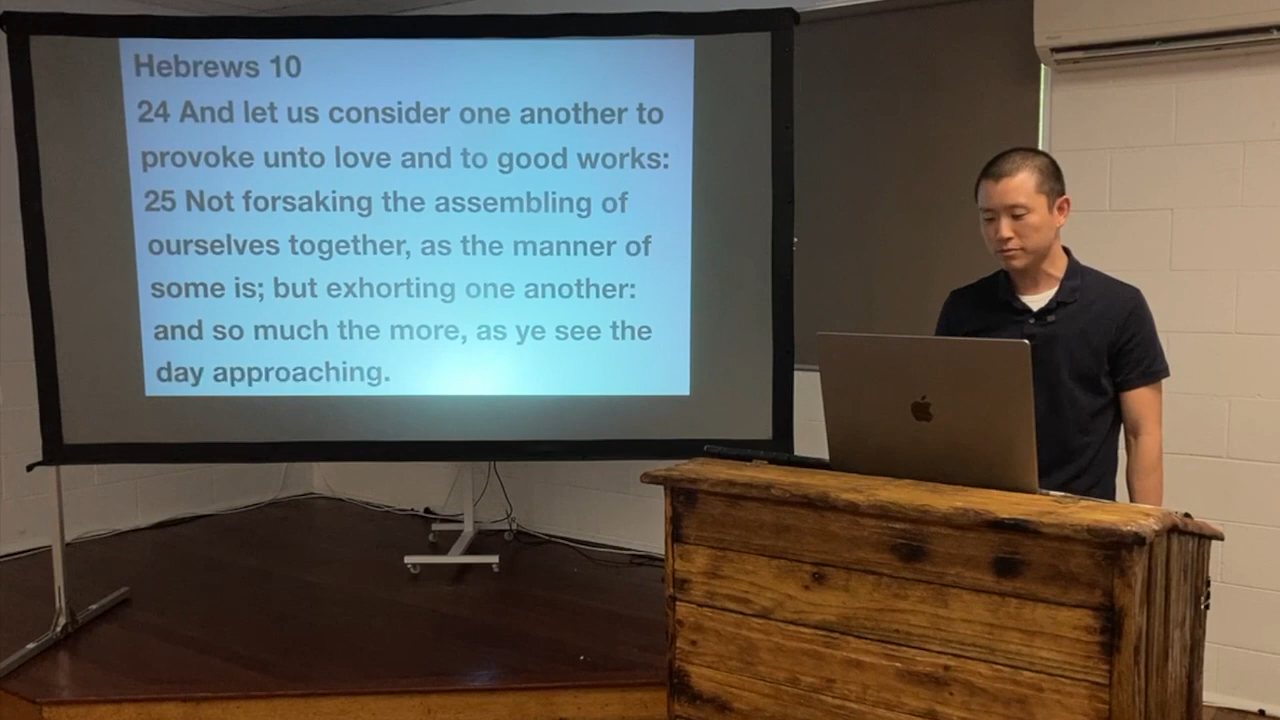 Hebrews 10
24 And let us consider one another to
provoke unto love and to good works:
25 Not forsaking the assembling of
ourselves together, as the manner of
some is; but exhorting one another:
and so much the more, as ye see the
day approaching.